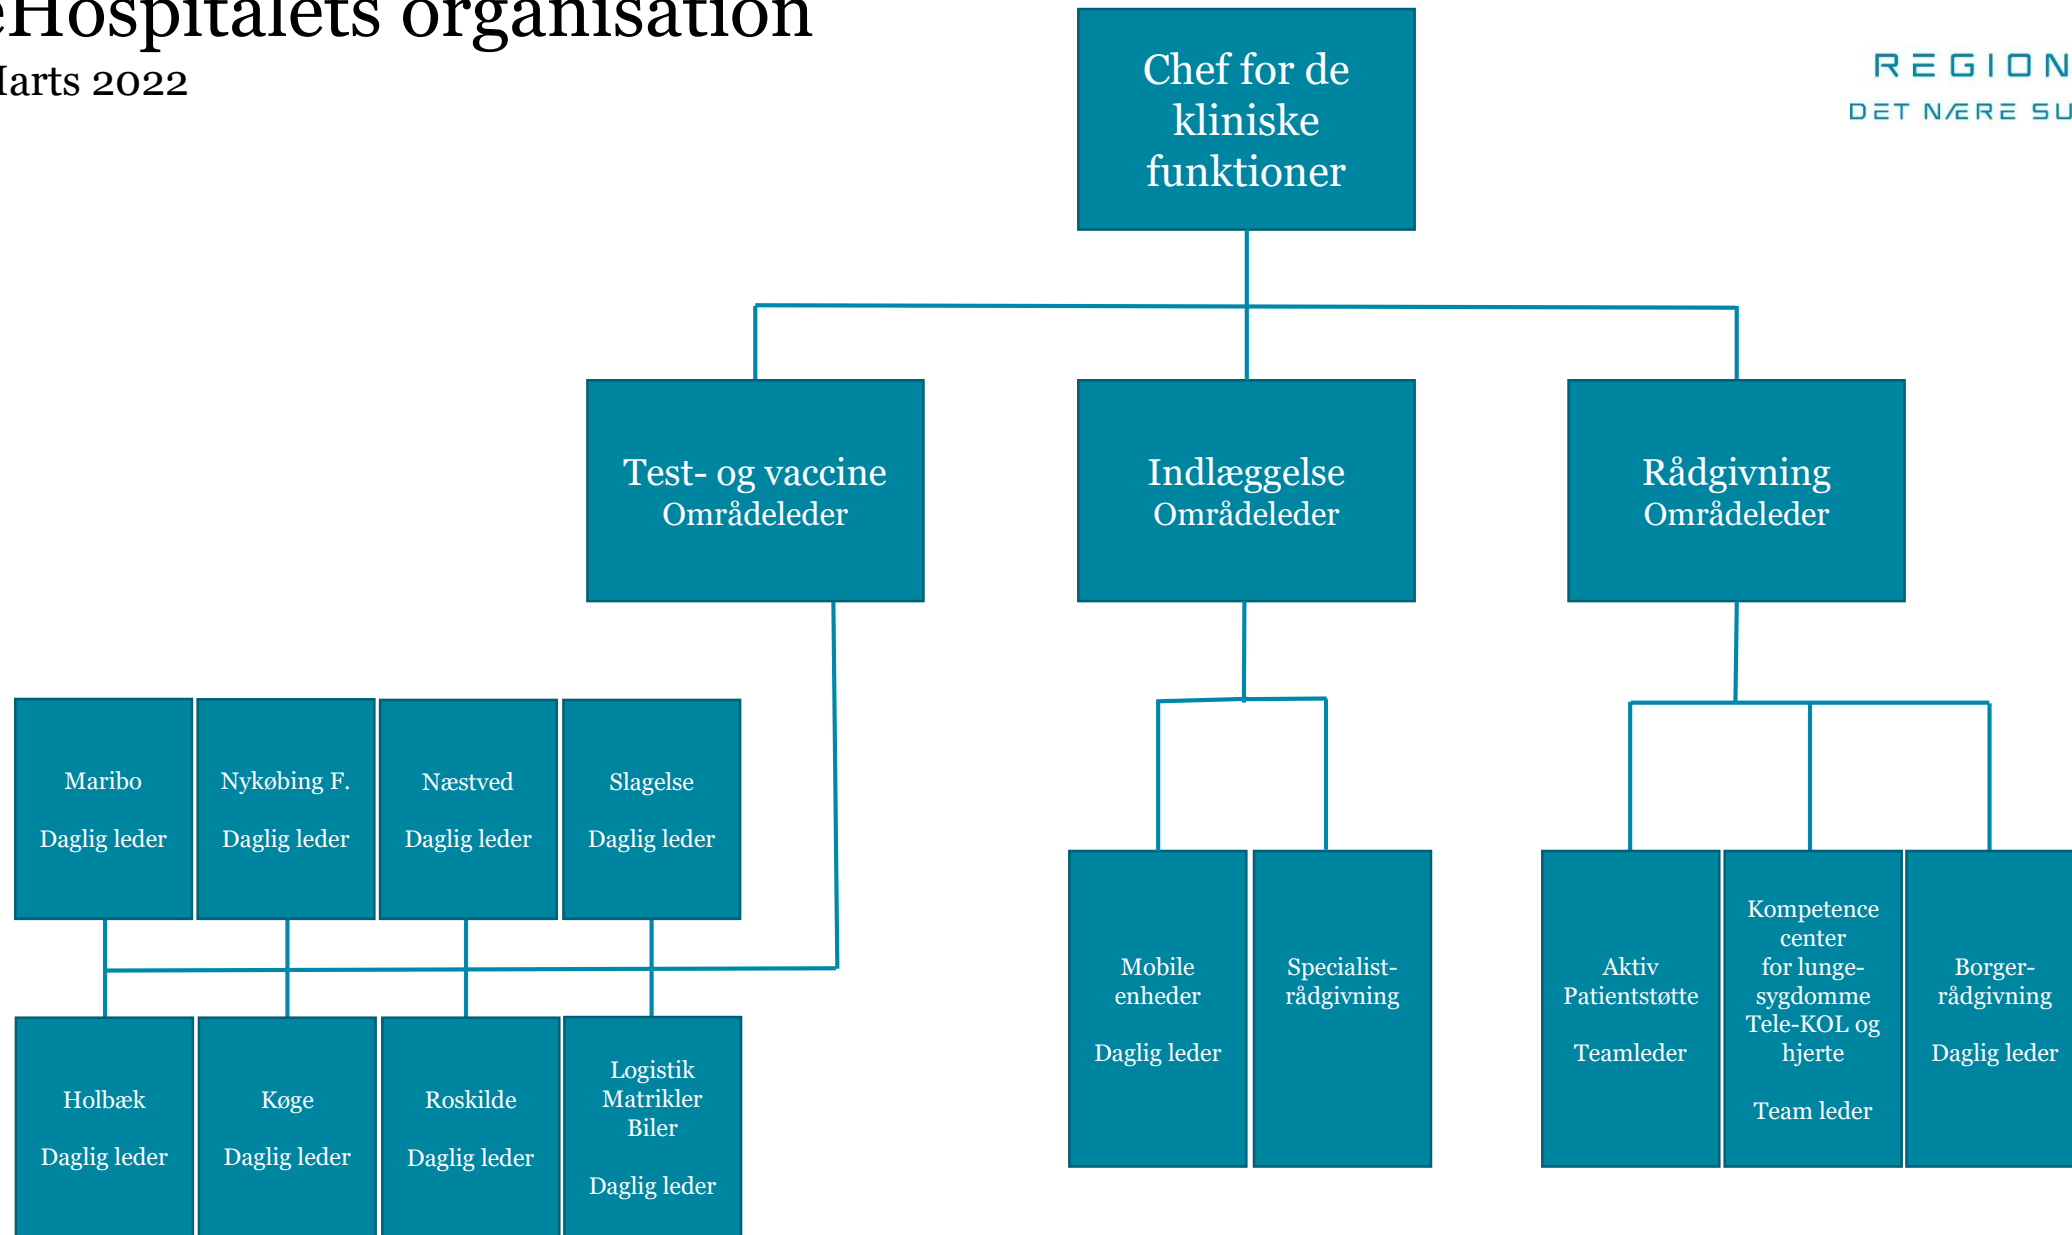 eHospitalets organisation
arts 2022
REGION
DET NÆRE SU
Chef for de
kliniske
funktioner
Test- og vaccine
Områdeleder
Indlæggelse
Områdeleder
Rådgivning
Områdeleder
Maribo
Daglig leder
Nykøbing F.
Daglig leder
Næstved
Daglig leder
Slagelse
Daglig leder
Holbæk
Daglig leder
Køge
Daglig leder
Roskilde
Daglig leder
Logistik
Matrikler
Biler
Daglig leder
Mobile
enheder
Daglig leder
Specialist-
rådgivning
Aktiv
Patientstøtte
Teamleder
Kompetence
center
for lunge-
sygdomme
Tele-KOL og
hjerte
Team leder
Borger-
rådgivning
Daglig leder